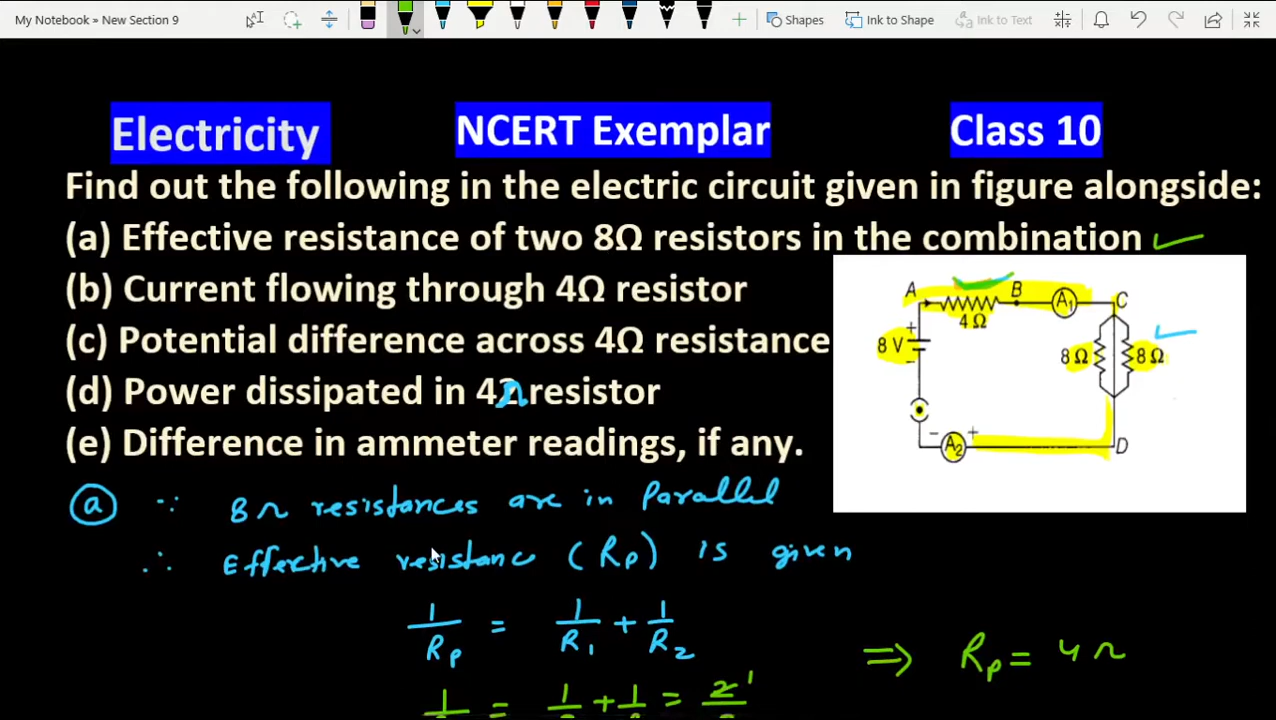 My Notebook » New Section 9
Shapes
Ink to Shape
Ink to Text
Electricity NCERT Exemplar Class 10
Find out the following in the electric circuit given in figure alongside:
(a) Effective resistance of two 8Ω resistors in the combination
(b) Current flowing through 4Ω resistor
(c) Potential difference across 4Ω resistance
(d) Power dissipated in 4Ω resistor
(e) Difference in ammeter readings, if any.
A B A₁ C
4 Ω
8 V 8 Ω 8 Ω
+
–
– A₂ + D
(a) ∵ 8Ω resistances are in Parallel
∴ Effective resistance (Rp) is given
1/Rp = 1/R₁ + 1/R₂
⇒ Rp = 4Ω